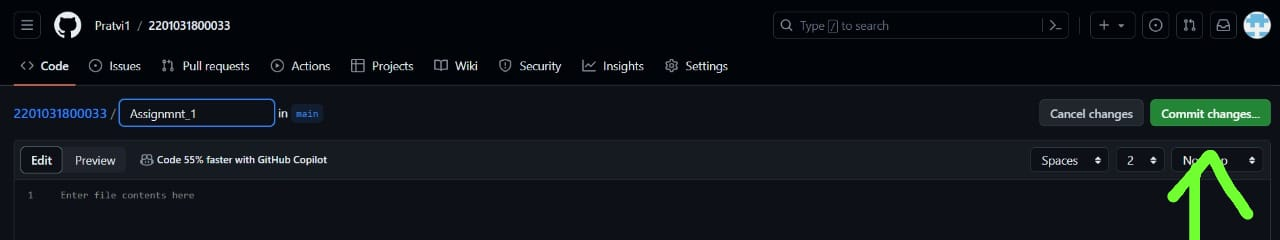 Pratvi1 / 2201031800033 Type / to search
Code Issues Pull requests Actions Projects Wiki Security Insights Settings
2201031800033 / Assignmnt_1 in main Cancel changes Commit changes...
Edit Preview Code 55% faster with GitHub Copilot Spaces 2
1 Enter file contents here